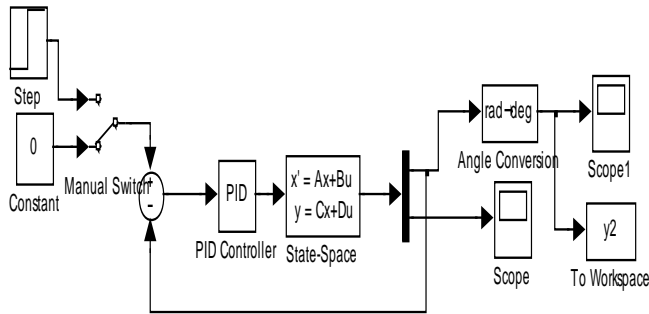 Step
0
Constant
Manual Switch
+
-
PID
PID Controller
x' = Ax+Bu
y = Cx+Du
State-Space
rad-deg
Angle Conversion
Scope1
Scope
y2
To Workspace